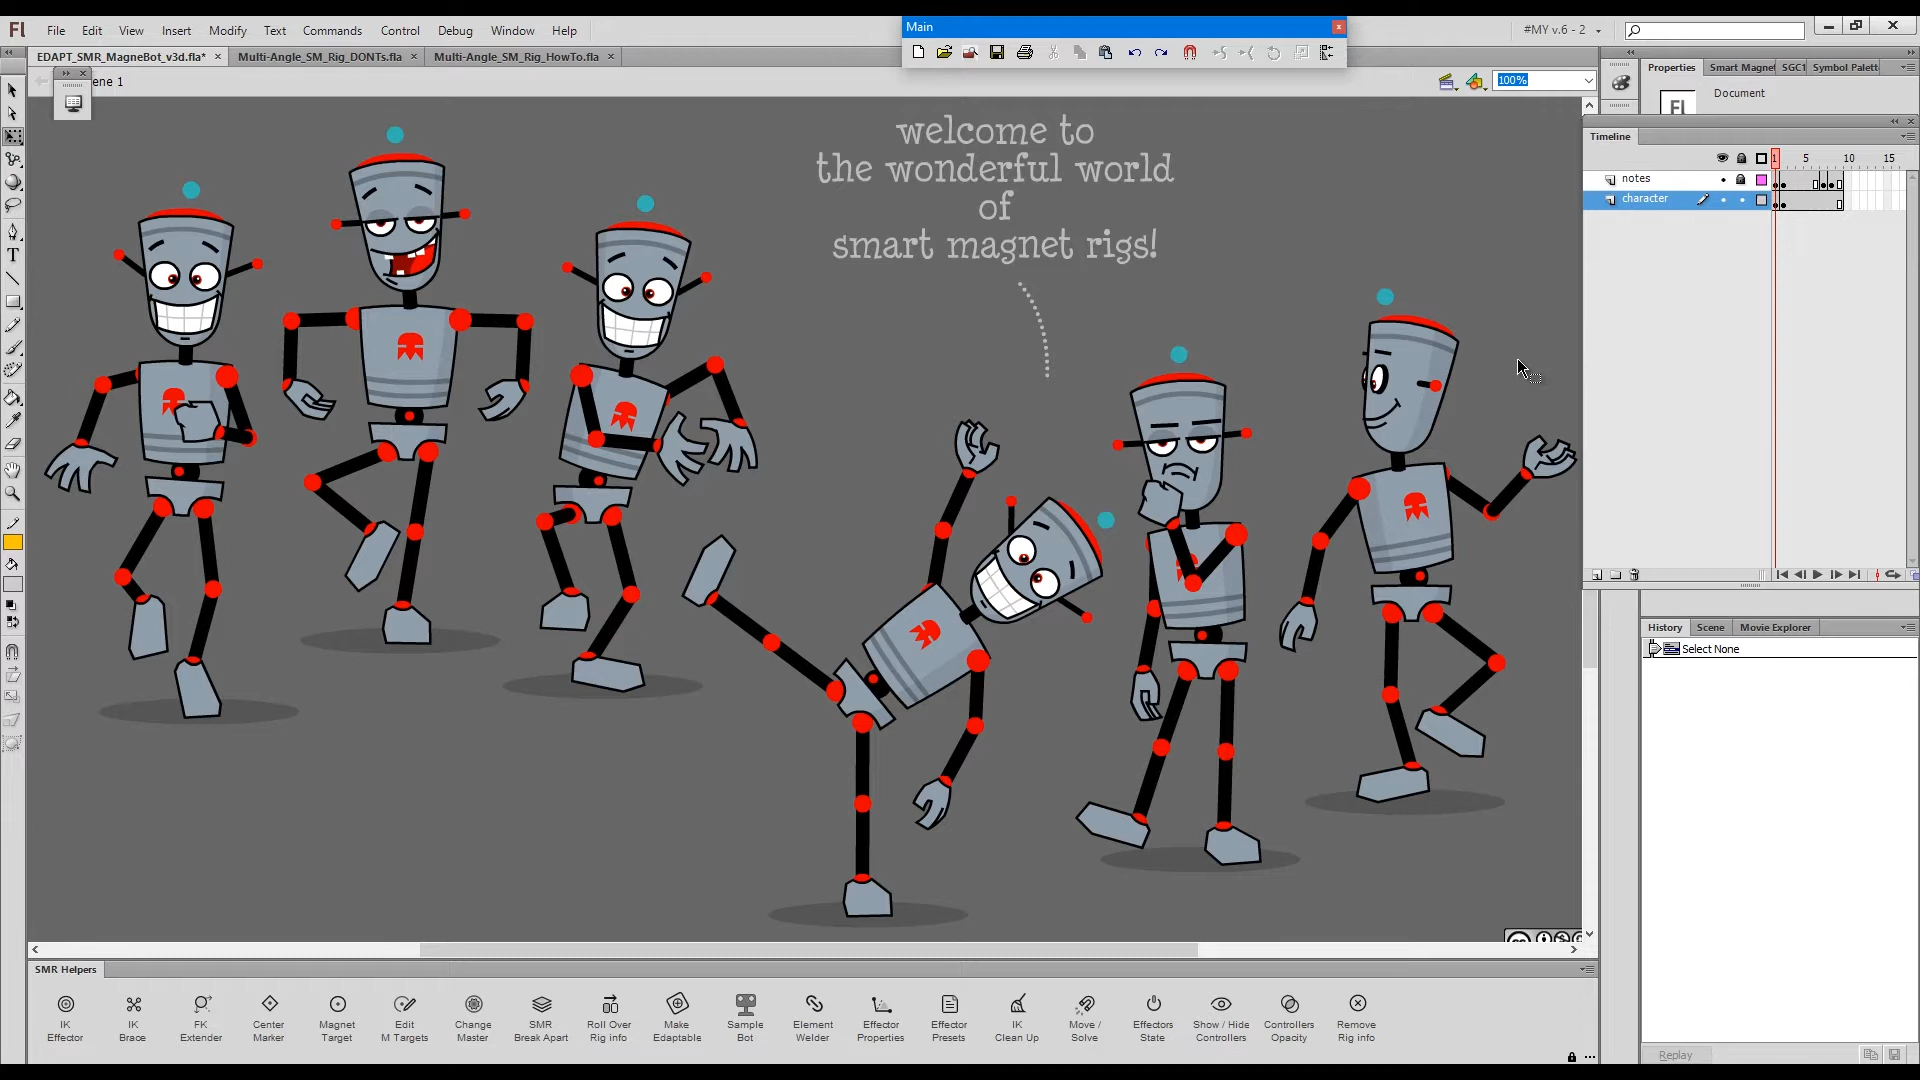 Fl File Edit View Insert Modify Text Commands Control Debug Window Help
Main
#MY v.6 - 2
EDAPT_SMR_MagneBot_v3d.fla*
Multi-Angle_SM_Rig_DONTs.fla
Multi-Angle_SM_Rig_HowTo.fla
ene 1
100%
Properties Smart Magnet SGC1 Symbol Palett
Document
Fl
Timeline
1 5 10 15
notes
character
welcome to
the wonderful world
of
smart magnet rigs!
History Scene Movie Explorer
Select None
Replay
SMR Helpers
IK Effector
IK Brace
FK Extender
Center Marker
Magnet Target
Edit M Targets
Change Master
SMR Break Apart
Roll Over Rig info
Make Edaptable
Sample Bot
Element Welder
Effector Properties
Effector Presets
IK Clean Up
Move / Solve
Effectors State
Show / Hide Controllers
Controllers Opacity
Remove Rig info